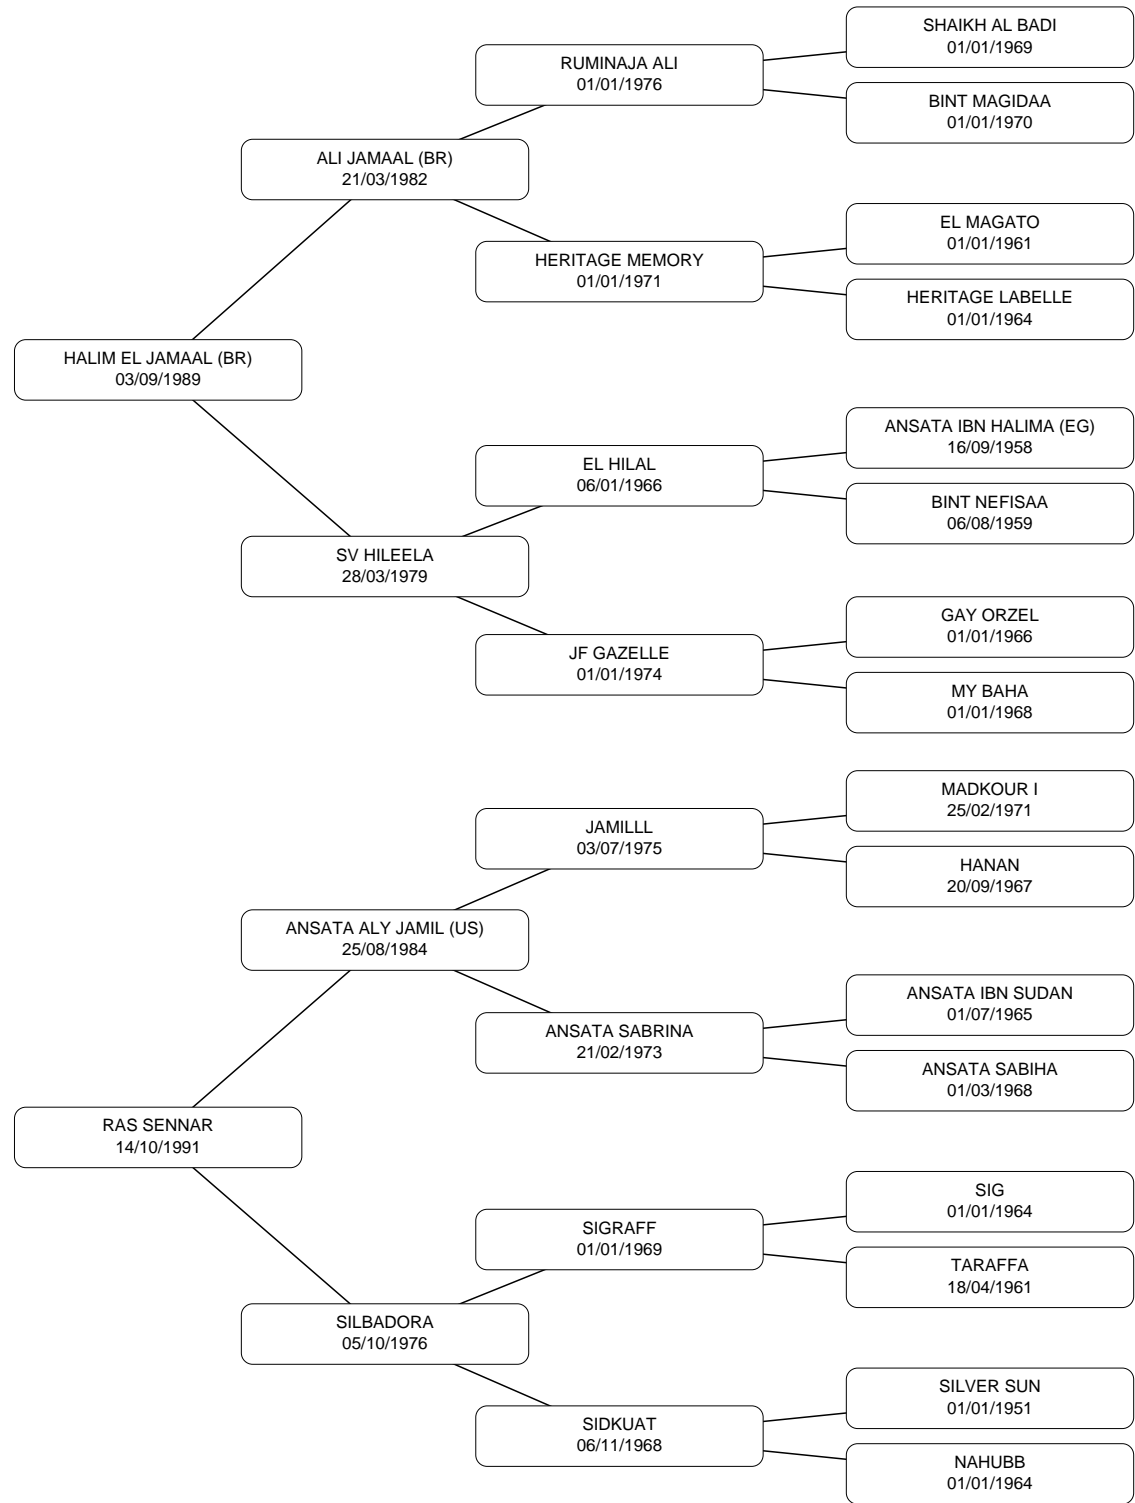 SHAIKH AL BADI
01/01/1969
RUMINAJA ALI
01/01/1976
BINT MAGIDAA
01/01/1970
ALI JAMAAL (BR)
21/03/1982
EL MAGATO
01/01/1961
HERITAGE MEMORY
01/01/1971
HERITAGE LABELLE
01/01/1964
HALIM EL JAMAAL (BR)
03/09/1989
ANSATA IBN HALIMA (EG)
16/09/1958
EL HILAL
06/01/1966
BINT NEFISAA
06/08/1959
SV HILEELA
28/03/1979
GAY ORZEL
01/01/1966
JF GAZELLE
01/01/1974
MY BAHA
01/01/1968
MADKOUR I
25/02/1971
JAMILLL
03/07/1975
HANAN
20/09/1967
ANSATA ALY JAMIL (US)
25/08/1984
ANSATA IBN SUDAN
01/07/1965
ANSATA SABRINA
21/02/1973
ANSATA SABIHA
01/03/1968
RAS SENNAR
14/10/1991
SIG
01/01/1964
SIGRAFF
01/01/1969
TARAFFA
18/04/1961
SILBADORA
05/10/1976
SILVER SUN
01/01/1951
SIDKUAT
06/11/1968
NAHUBB
01/01/1964